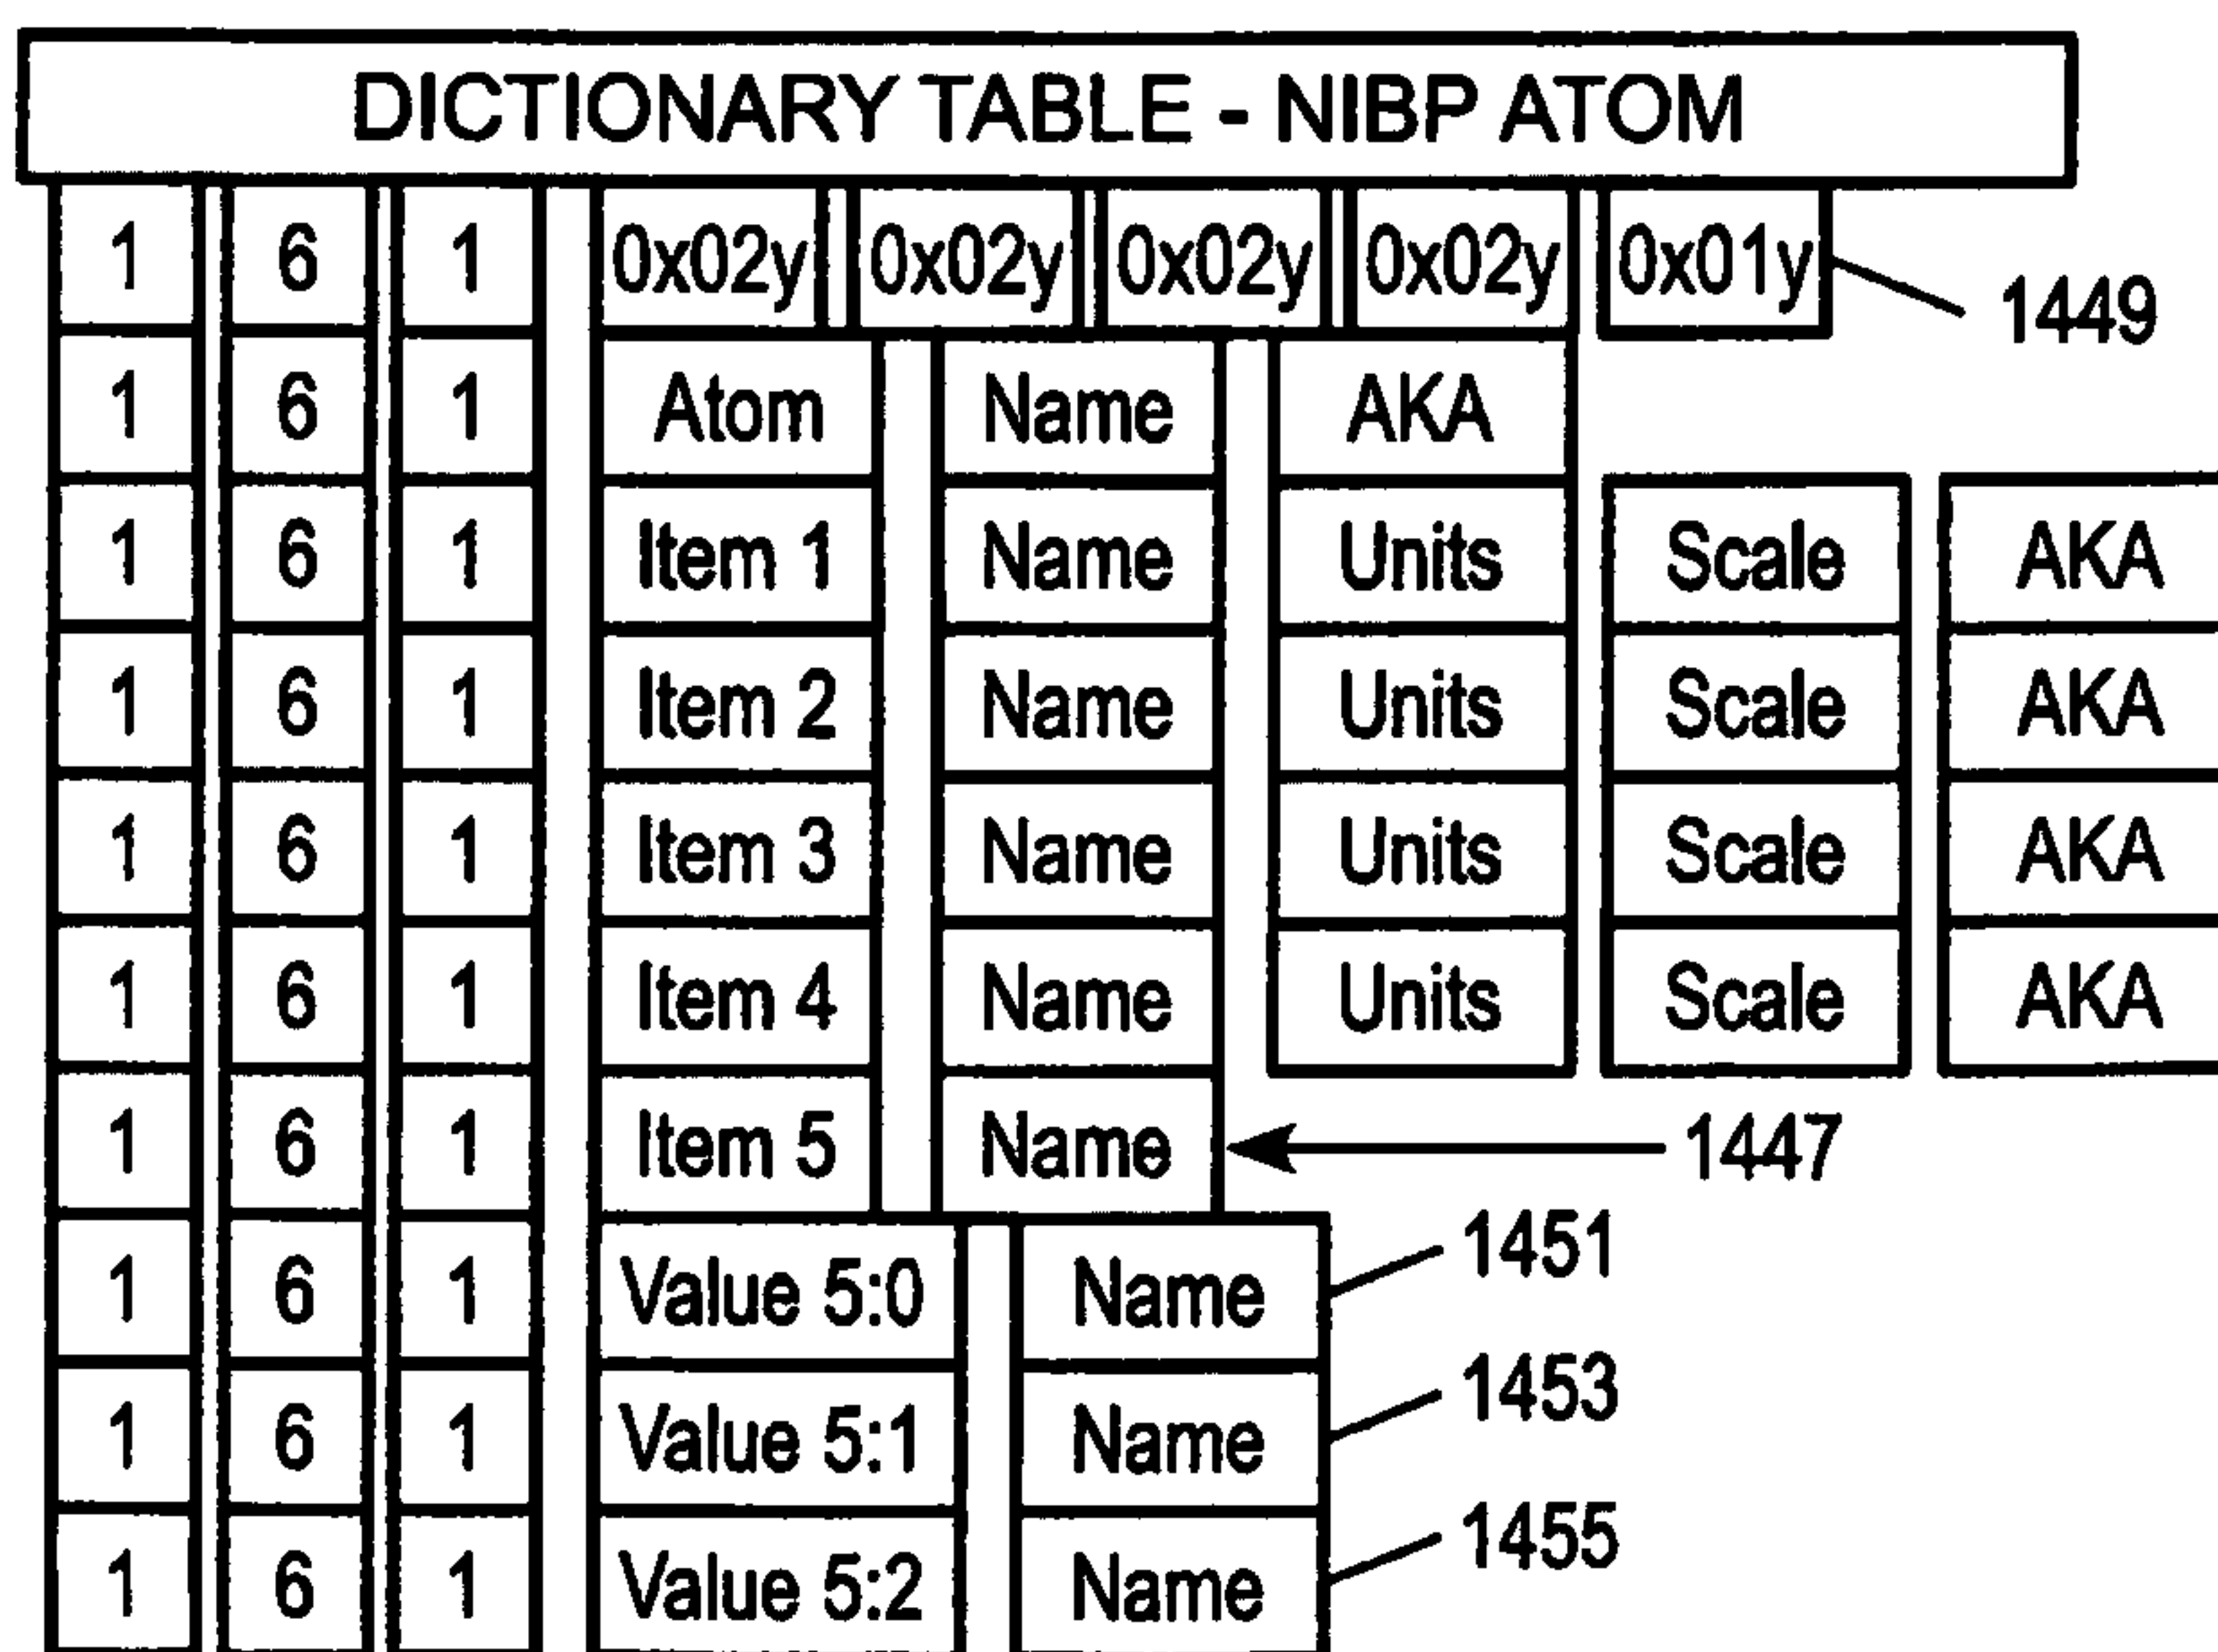 DICTIONARY TABLE - NIBP ATOM
1 6 1 0x02y 0x02y 0x02y 0x02y 0x01y 1449
1 6 1 Atom Name AKA
1 6 1 Item 1 Name Units Scale AKA
1 6 1 Item 2 Name Units Scale AKA
1 6 1 Item 3 Name Units Scale AKA
1 6 1 Item 4 Name Units Scale AKA
1 6 1 Item 5 Name 1447
1 6 1 Value 5:0 Name 1451
1 6 1 Value 5:1 Name 1453
1 6 1 Value 5:2 Name 1455